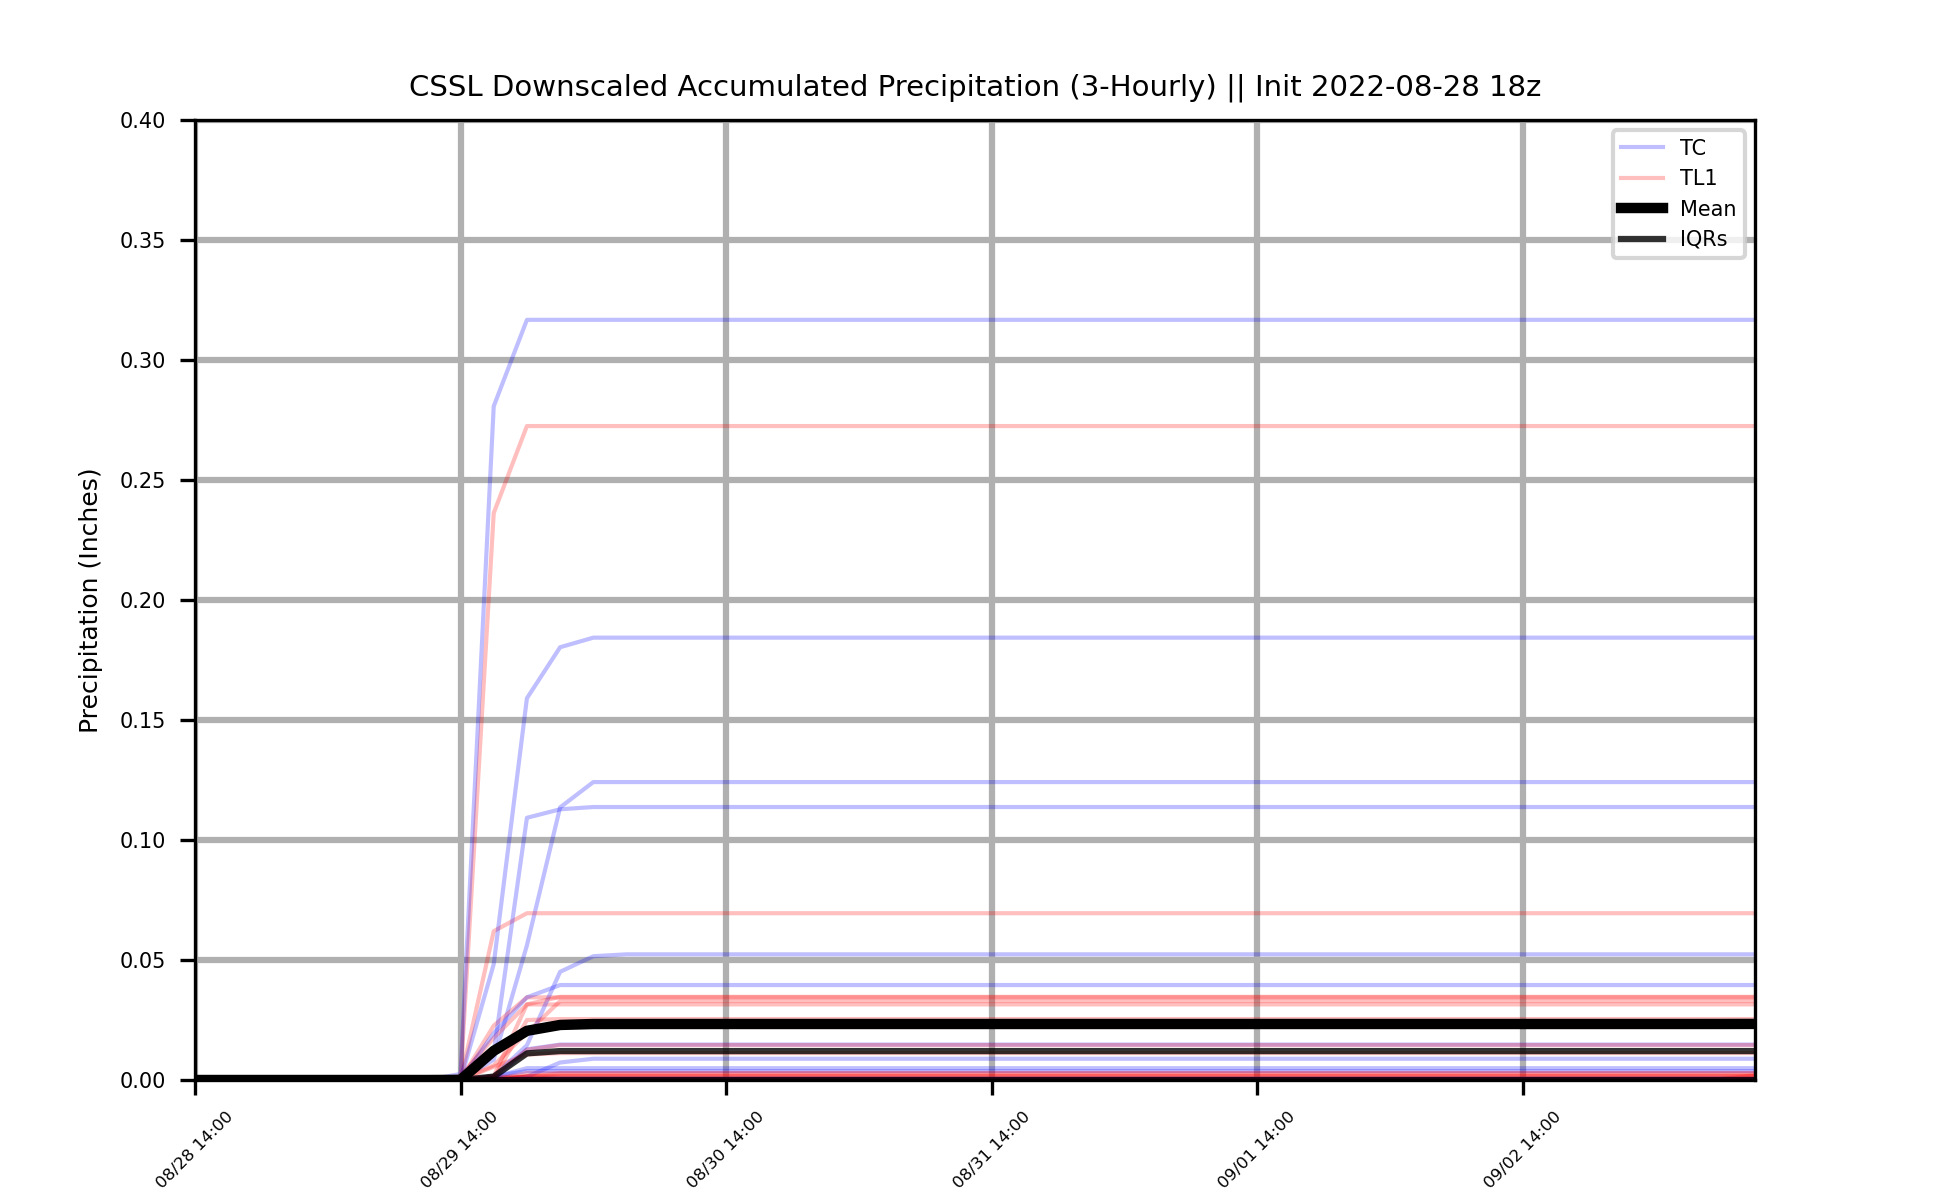 CSSL Downscaled Accumulated Precipitation (3-Hourly) || Init 2022-08-28 18z
0.40
0.35
0.30
0.25
0.20
0.15
0.10
0.05
0.00
Precipitation (Inches)
TC
TL1
Mean
IQRs
08/28 14:00
08/29 14:00
08/30 14:00
08/31 14:00
09/01 14:00
09/02 14:00